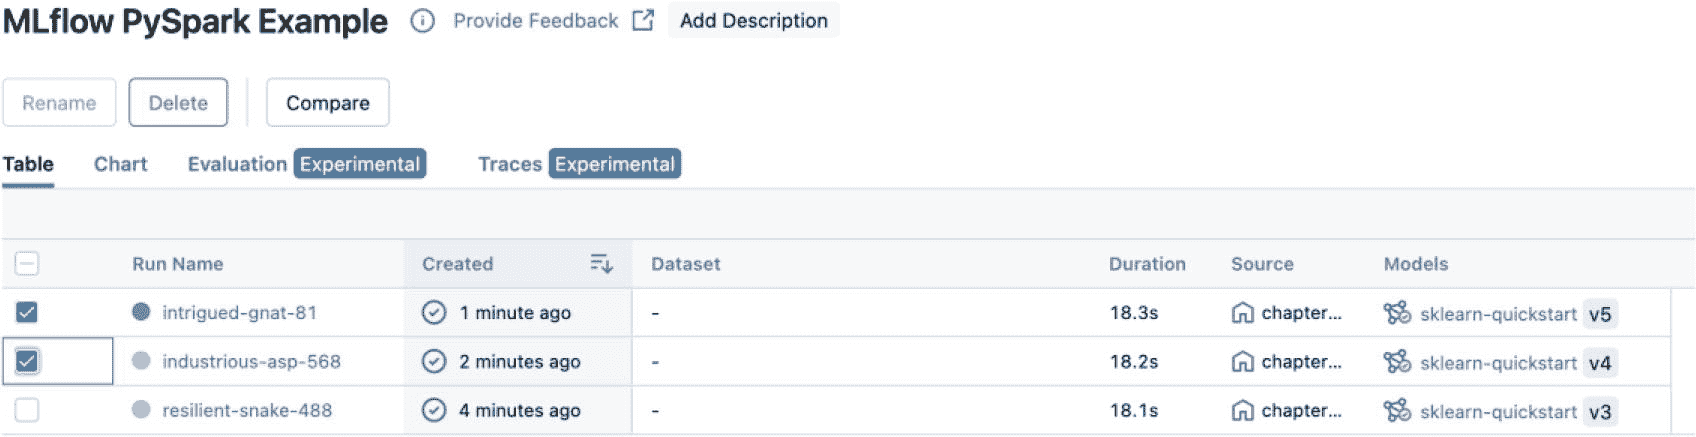 MLflow PySpark Example Provide Feedback Add Description
Rename Delete Compare
Table Chart Evaluation Experimental Traces Experimental
Run Name Created Dataset Duration Source Models
intrigued-gnat-81 1 minute ago - 18.3s chapter... sklearn-quickstart v5
industrious-asp-568 2 minutes ago - 18.2s chapter... sklearn-quickstart v4
resilient-snake-488 4 minutes ago - 18.1s chapter... sklearn-quickstart v3